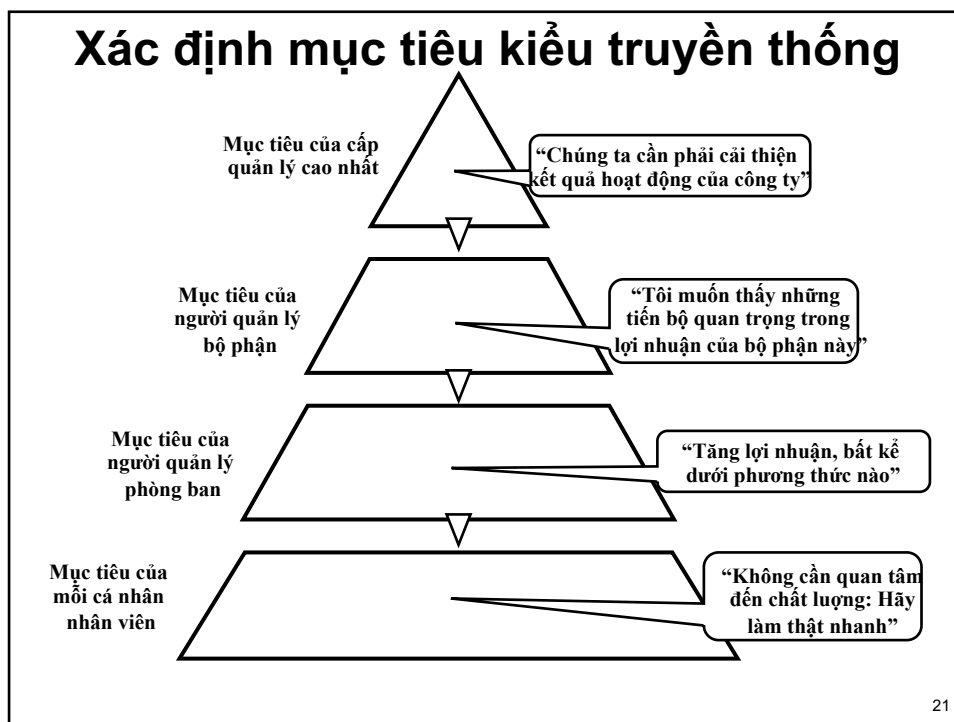 Xác định mục tiêu kiểu truyền thống
Mục tiêu của cấp
quản lý cao nhất
“Chúng ta cần phải cải thiện
kết quả hoạt động của công ty”
Mục tiêu của
người quản lý
bộ phận
“Tôi muốn thấy những
tiến bộ quan trọng trong
lợi nhuận của bộ phận này”
Mục tiêu của
người quản lý
phòng ban
“Tăng lợi nhuận, bất kể
dưới phương thức nào”
Mục tiêu của
mỗi cá nhân
nhân viên
“Không cần quan tâm
đến chất lượng: Hãy
làm thật nhanh”
21